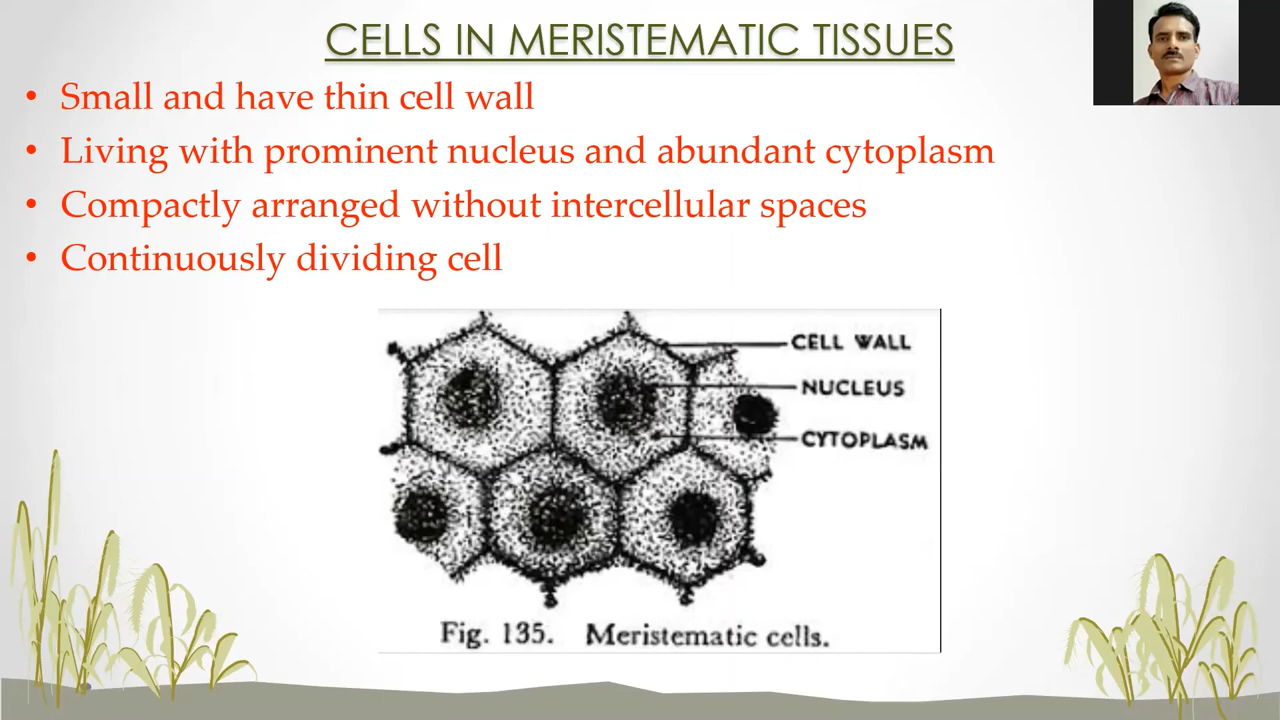 CELLS IN MERISTEMATIC TISSUES
• Small and have thin cell wall
• Living with prominent nucleus and abundant cytoplasm
• Compactly arranged without intercellular spaces
• Continuously dividing cell
CELL WALL
NUCLEUS
CYTOPLASM
Fig. 135. Meristematic cells.